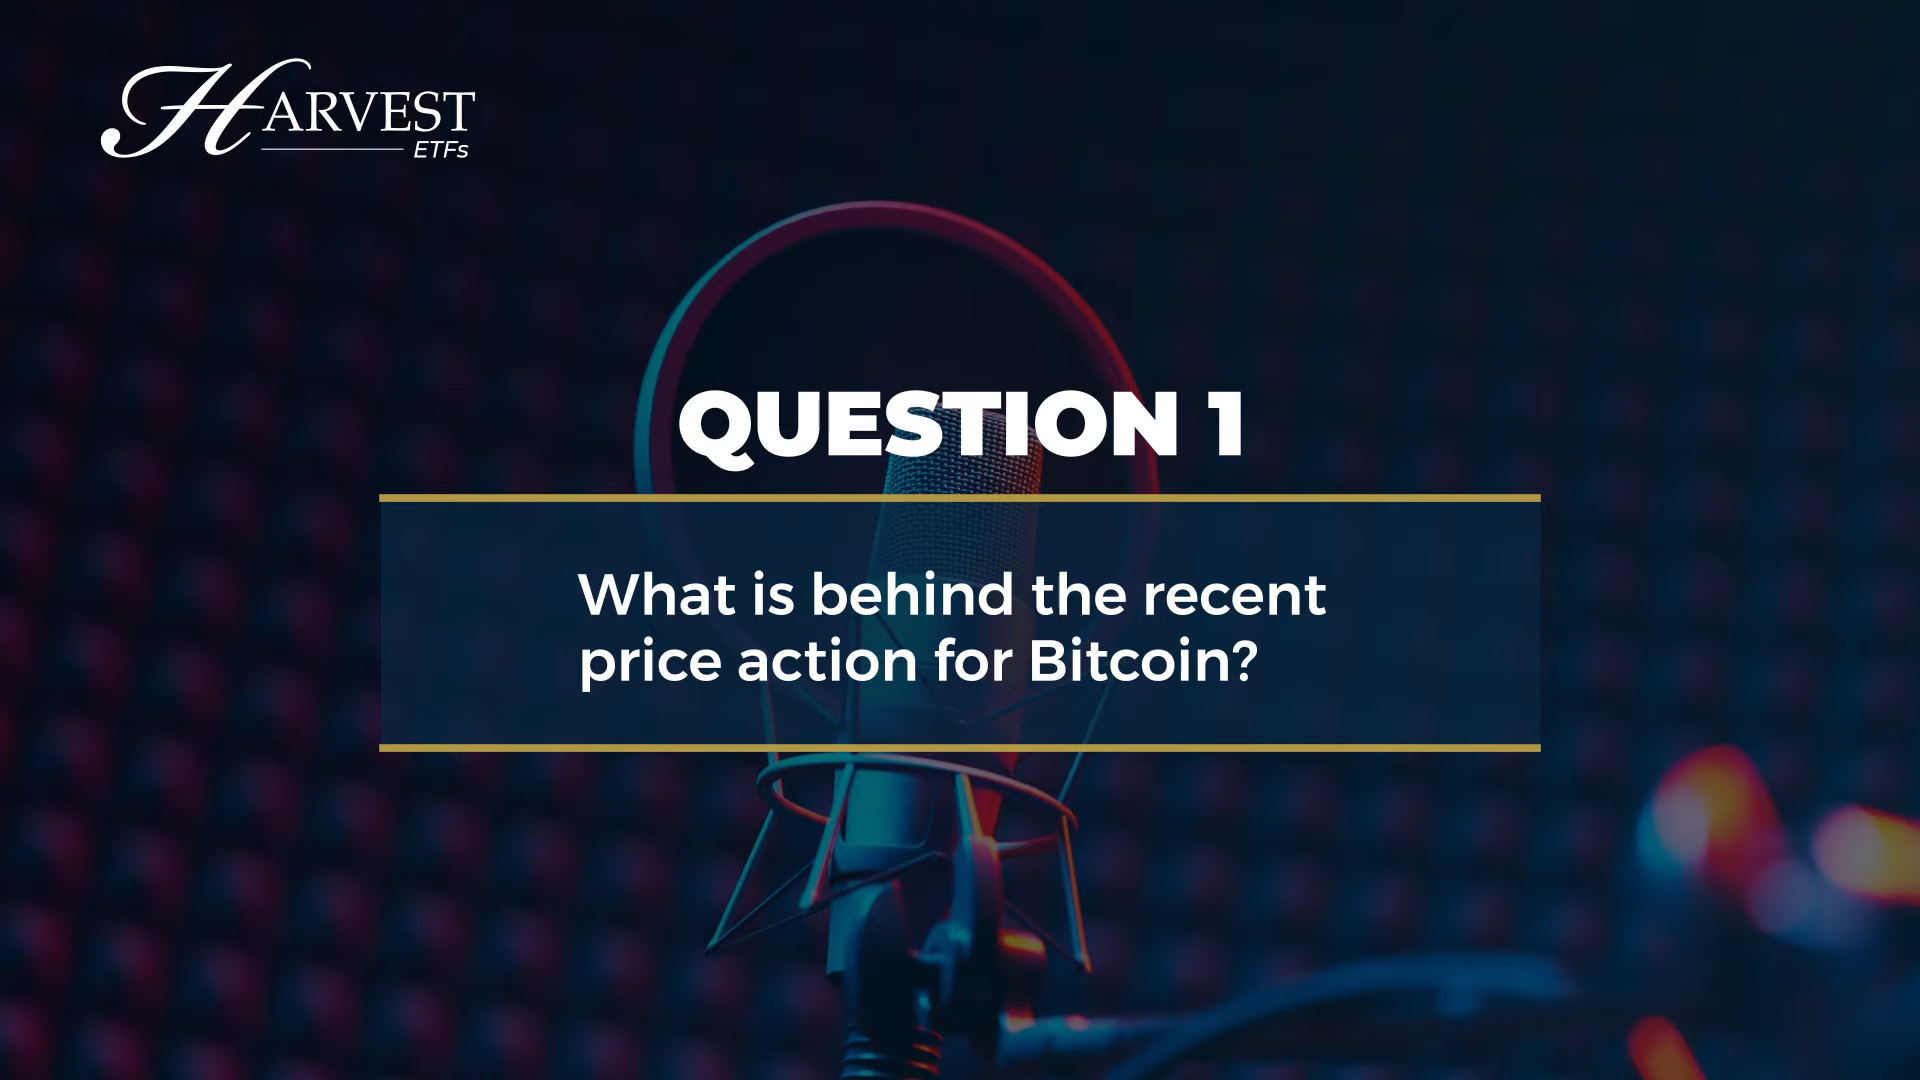 HARVEST
ETFs
QUESTION 1
What is behind the recent
price action for Bitcoin?